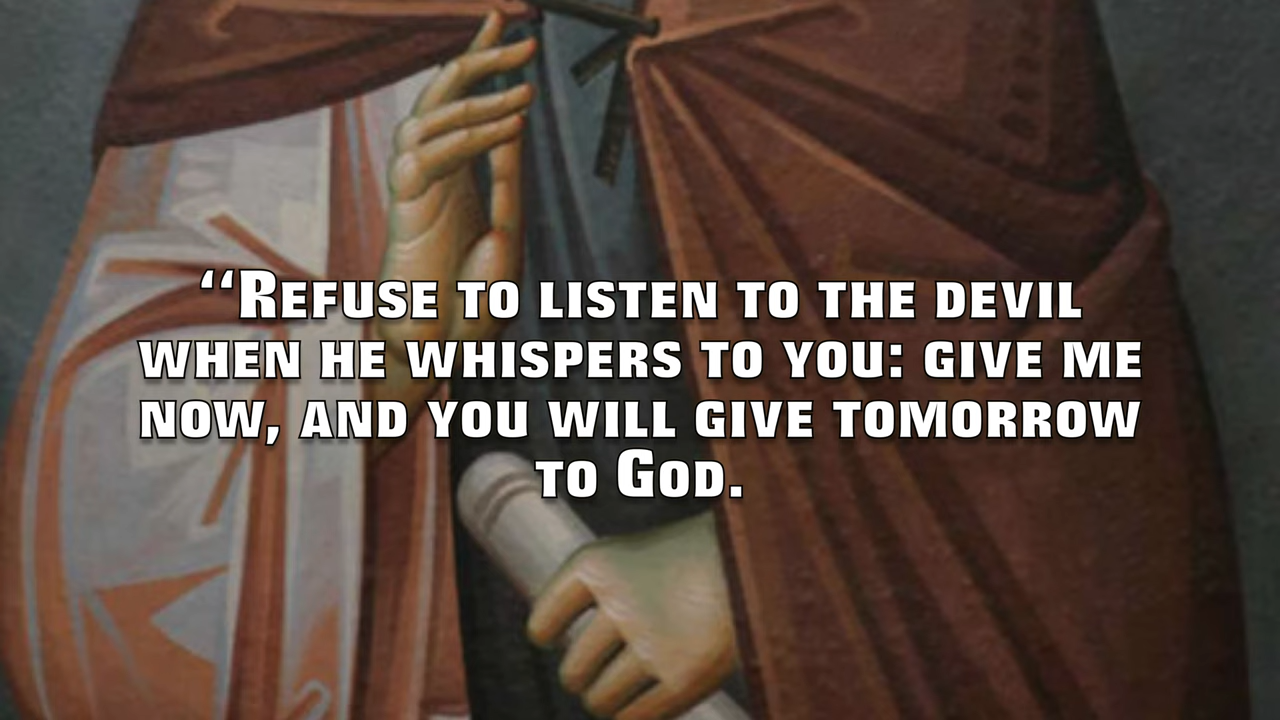 “Refuse to listen to the devil
when he whispers to you: give me
now, and you will give tomorrow
to God.